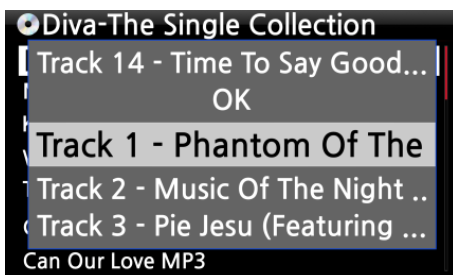 Diva-The Single Collection
Track 14 - Time To Say Good...
OK
Track 1 - Phantom Of The
Track 2 - Music Of The Night ..
Track 3 - Pie Jesu (Featuring ...
Can Our Love MP3